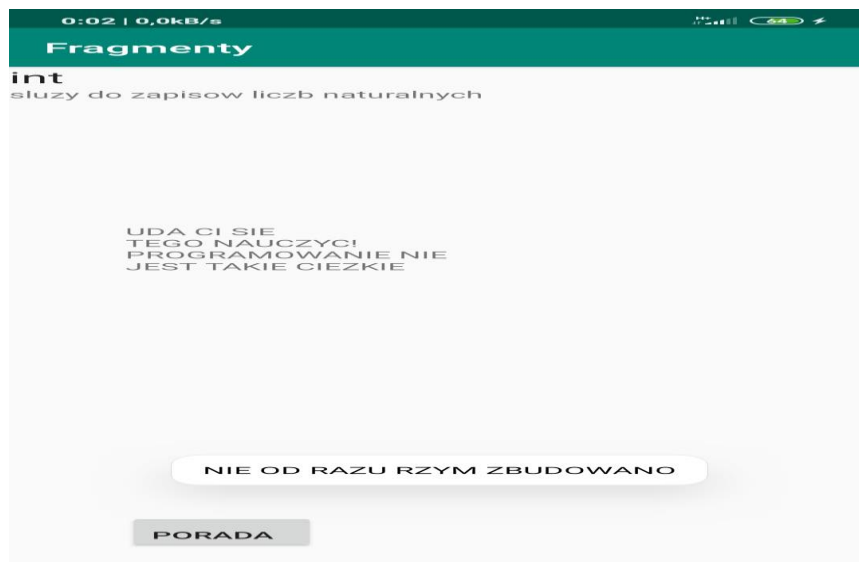 0:02 | 0,0kB/s
64
Fragmenty
int
sluzy do zapisow liczb naturalnych
UDA CI SIE
TEGO NAUCZYC!
PROGRAMOWANIE NIE
JEST TAKIE CIEZKIE
NIE OD RAZU RZYM ZBUDOWANO
PORADA